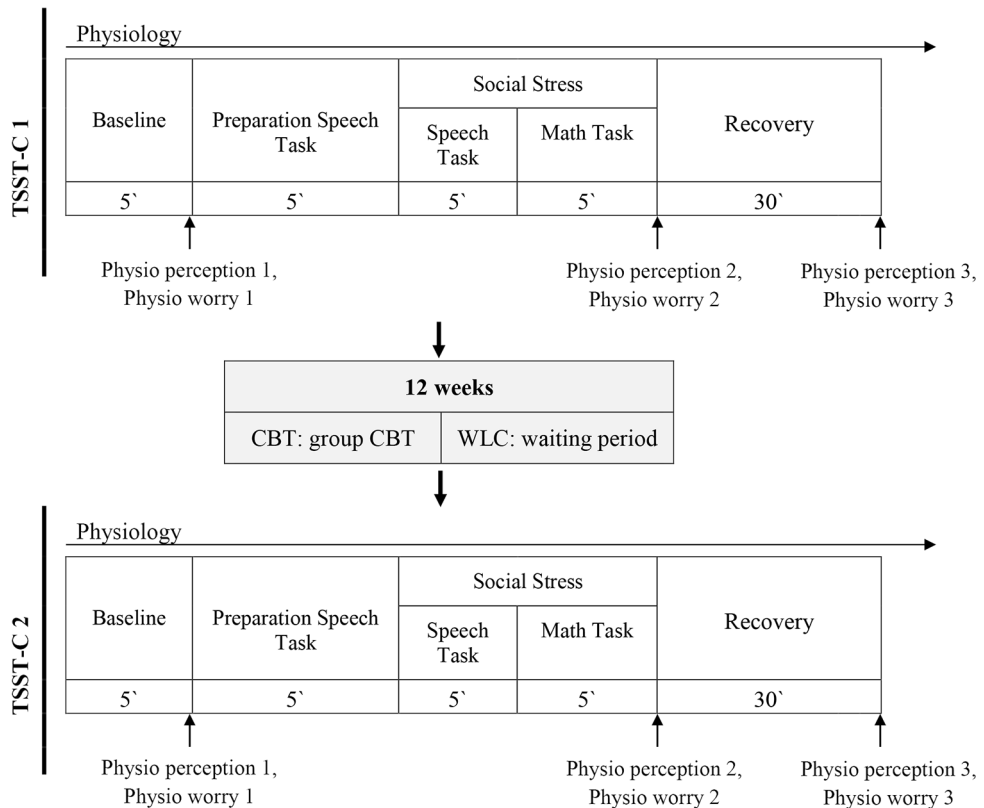 TSST-C 1
Physiology
Baseline
Preparation Speech
Task
Social Stress
Speech
Task
Math Task
Recovery
5`
5`
5`
5`
30`
Physio perception 1,
Physio worry 1
Physio perception 2,
Physio worry 2
Physio perception 3,
Physio worry 3
12 weeks
CBT: group CBT
WLC: waiting period
TSST-C 2
Physiology
Baseline
Preparation Speech
Task
Social Stress
Speech
Task
Math Task
Recovery
5`
5`
5`
5`
30`
Physio perception 1,
Physio worry 1
Physio perception 2,
Physio worry 2
Physio perception 3,
Physio worry 3